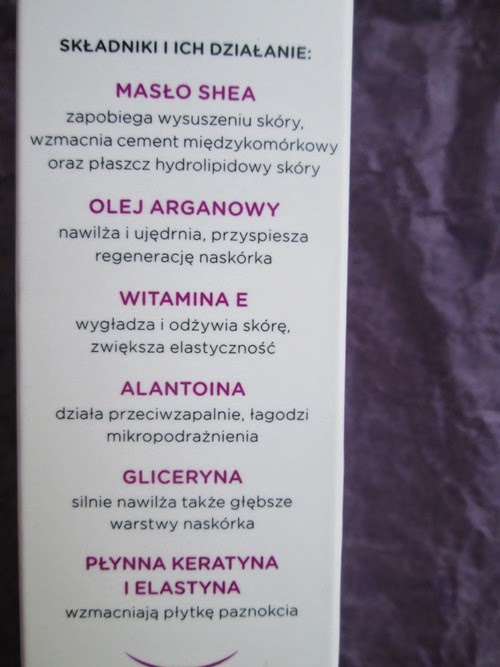 SKŁADNIKI I ICH DZIAŁANIE:
MASŁO SHEA
zapobiega wysuszeniu skóry,
wzmacnia cement międzykomórkowy
oraz płaszcz hydrolipidowy skóry
OLEJ ARGANOWY
nawilża i ujędrnia, przyspiesza
regenerację naskórka
WITAMINA E
wygładza i odżywia skórę,
zwiększa elastyczność
ALANTOINA
działa przeciwzapalnie, łagodzi
mikropodrażnienia
GLICERYNA
silnie nawilża także głębsze
warstwy naskórka
PŁYNNA KERATYNA
I ELASTYNA
wzmacniają płytkę paznokcia